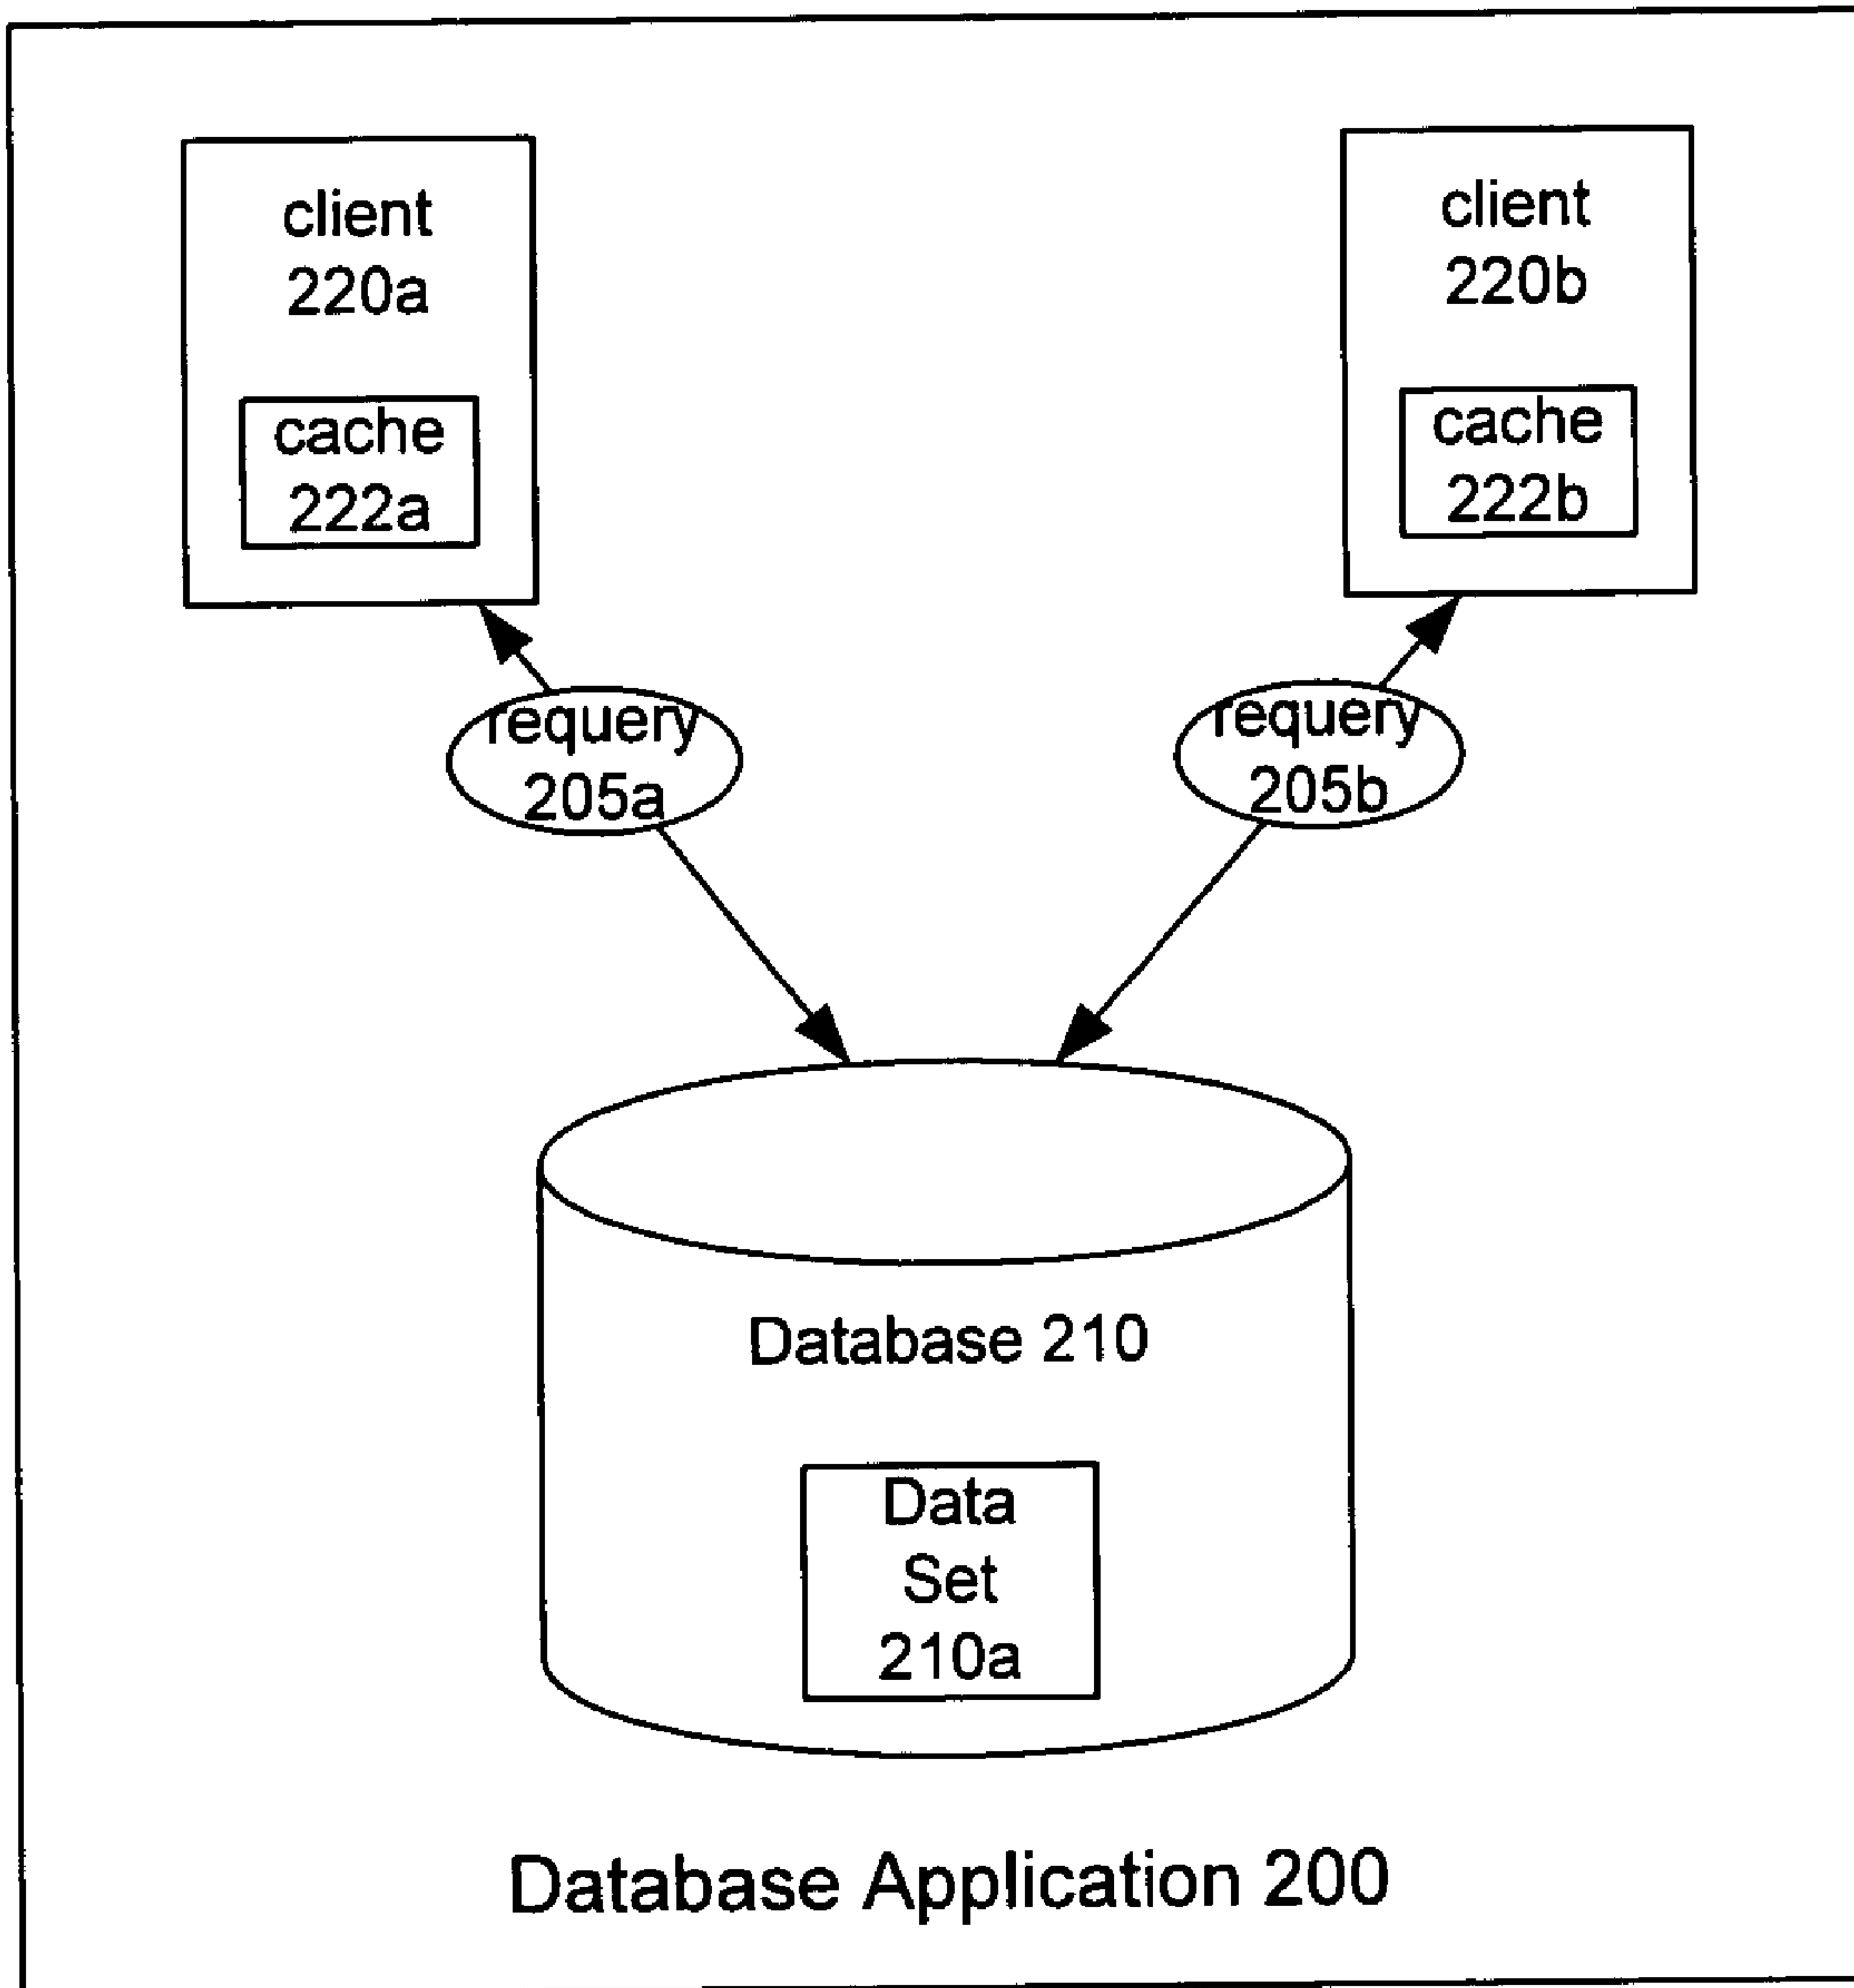 client
220a
cache
222a
client
220b
cache
222b
requery
205a
requery
205b
Database 210
Data
Set
210a
Database Application 200